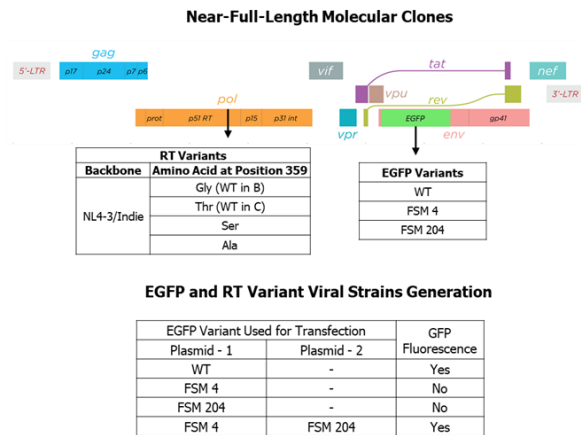 Near-Full-Length Molecular Clones
gag
tat
5'-LTR
p17 p24 p7 p6
vif
nef
vpu
pol
rev
3'-LTR
prot p51 RT p15 p31 int
EGFP gp41
vpr
env
RT Variants
Backbone Amino Acid at Position 359
NL4-3/Indie
Gly (WT in B)
Thr (WT in C)
Ser
Ala
EGFP Variants
WT
FSM 4
FSM 204
EGFP and RT Variant Viral Strains Generation
EGFP Variant Used for Transfection GFP Fluorescence
Plasmid - 1 Plasmid - 2
WT - Yes
FSM 4 - No
FSM 204 - No
FSM 4 FSM 204 Yes